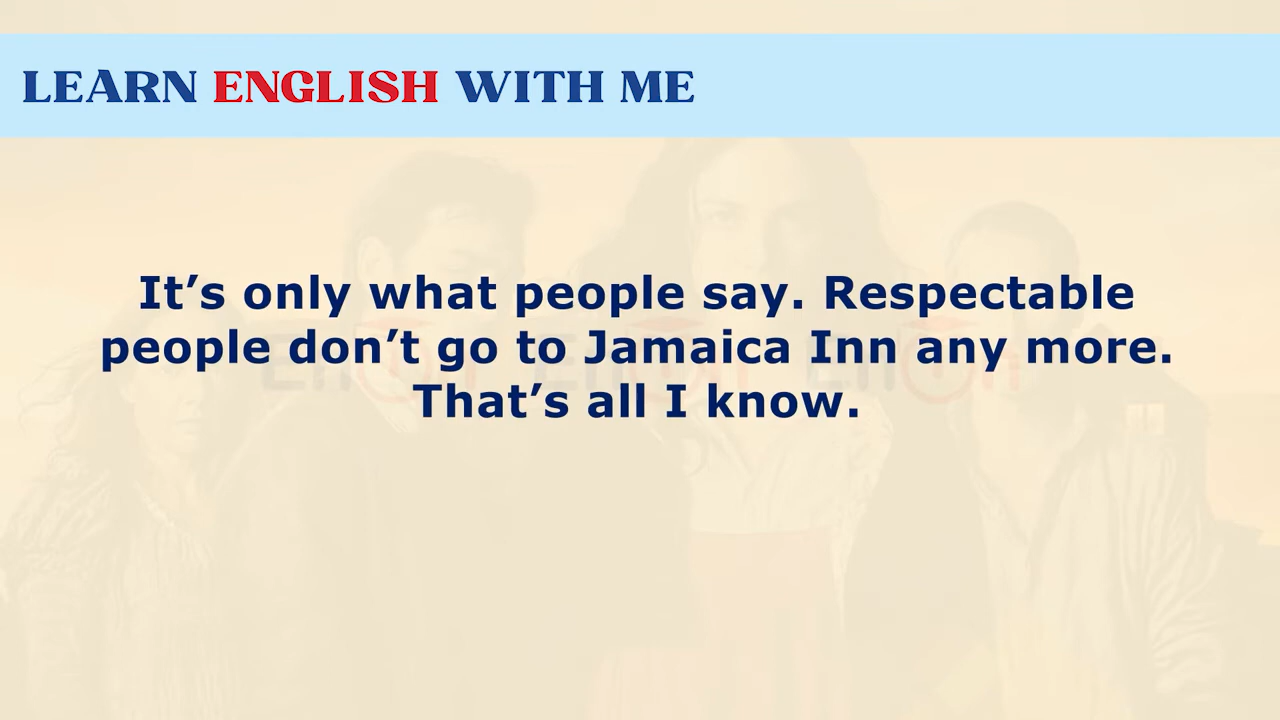 LEARN ENGLISH WITH ME
It’s only what people say. Respectable
people don’t go to Jamaica Inn any more.
That’s all I know.